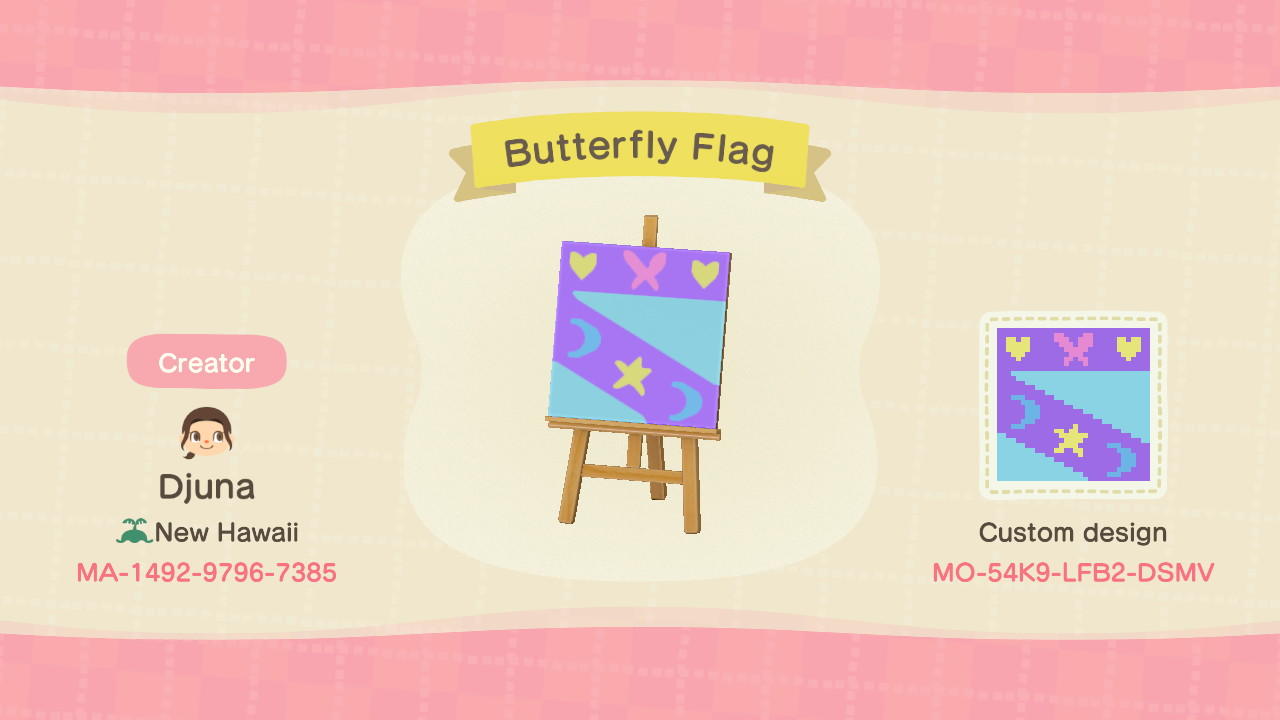 Butterfly Flag
Creator
Djuna
New Hawaii
MA-1492-9796-7385
Custom design
MO-54K9-LFB2-DSMV